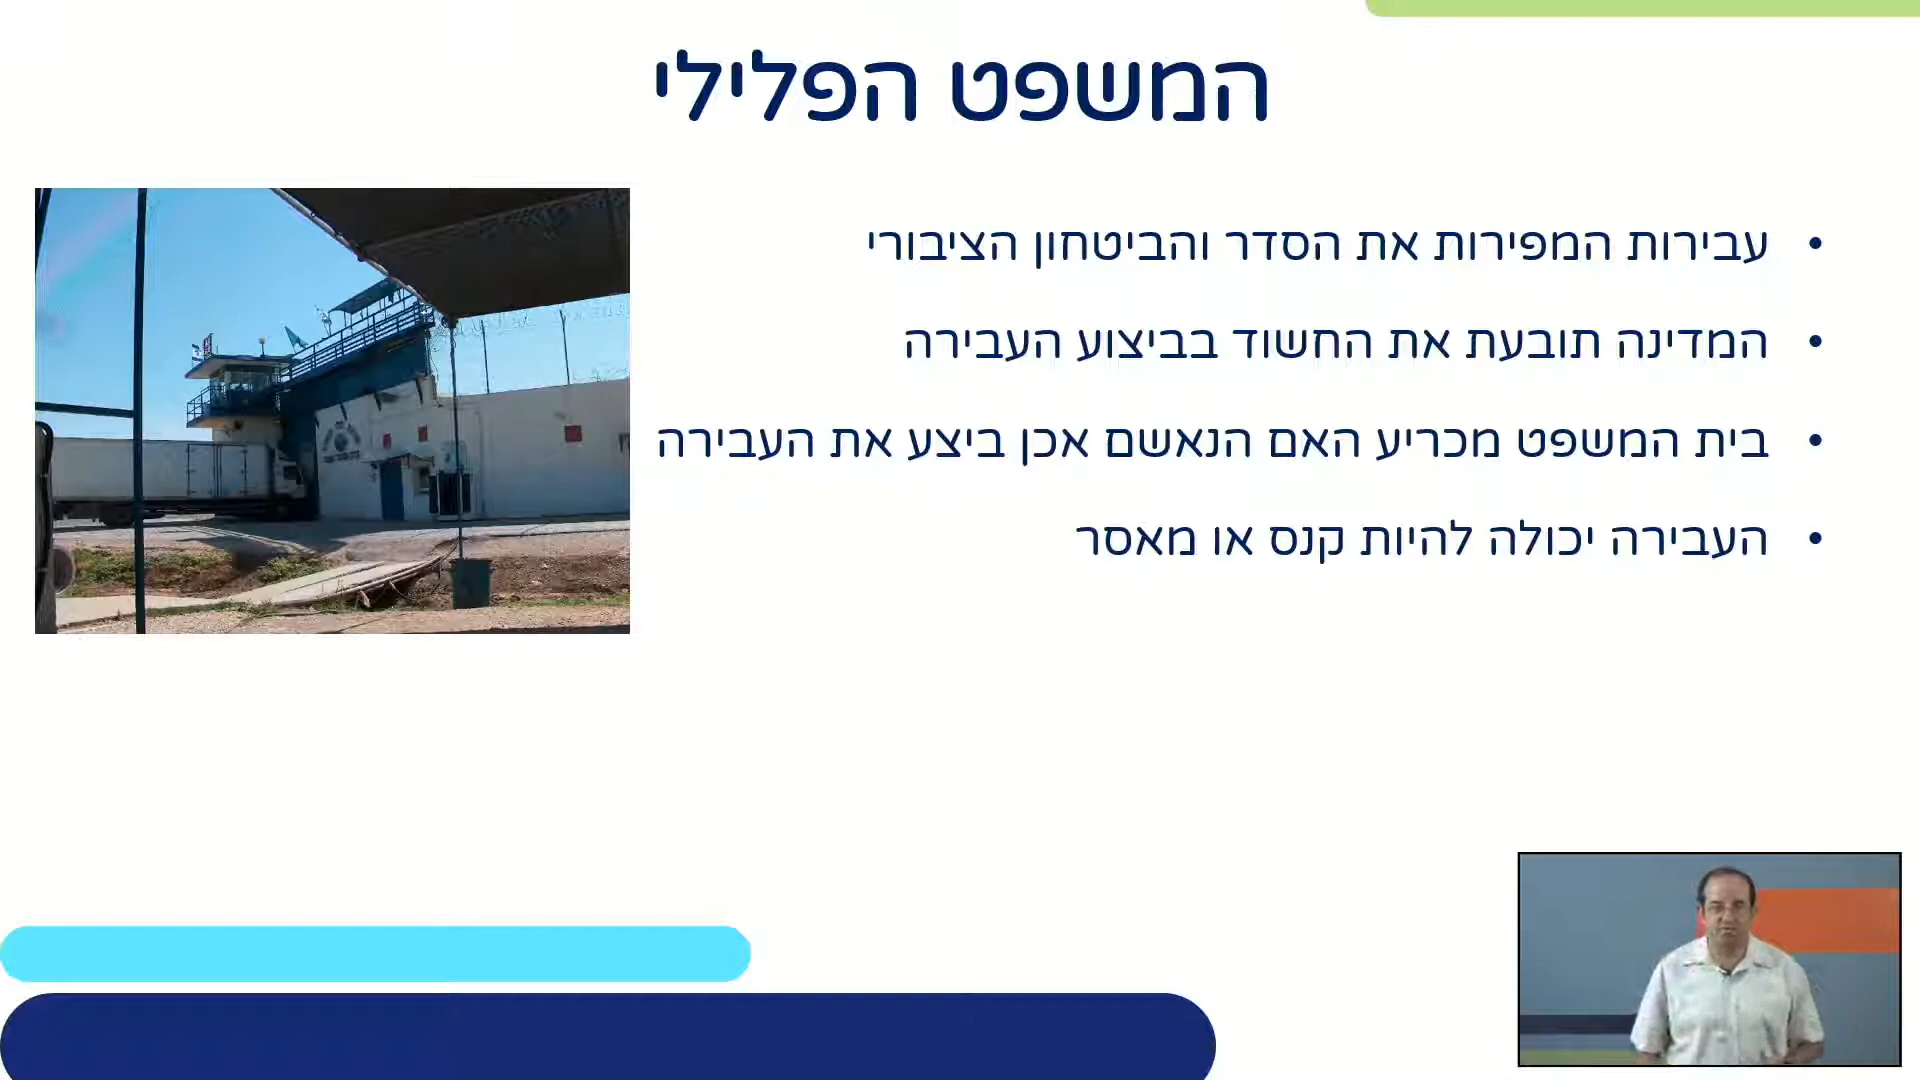 המשפט הפלילי
• עבירות המפירות את הסדר והביטחון הציבורי
• המדינה תובעת את החשוד בביצוע העבירה
• בית המשפט מכריע האם הנאשם אכן ביצע את העבירה
• העבירה יכולה להיות קנס או מאסר